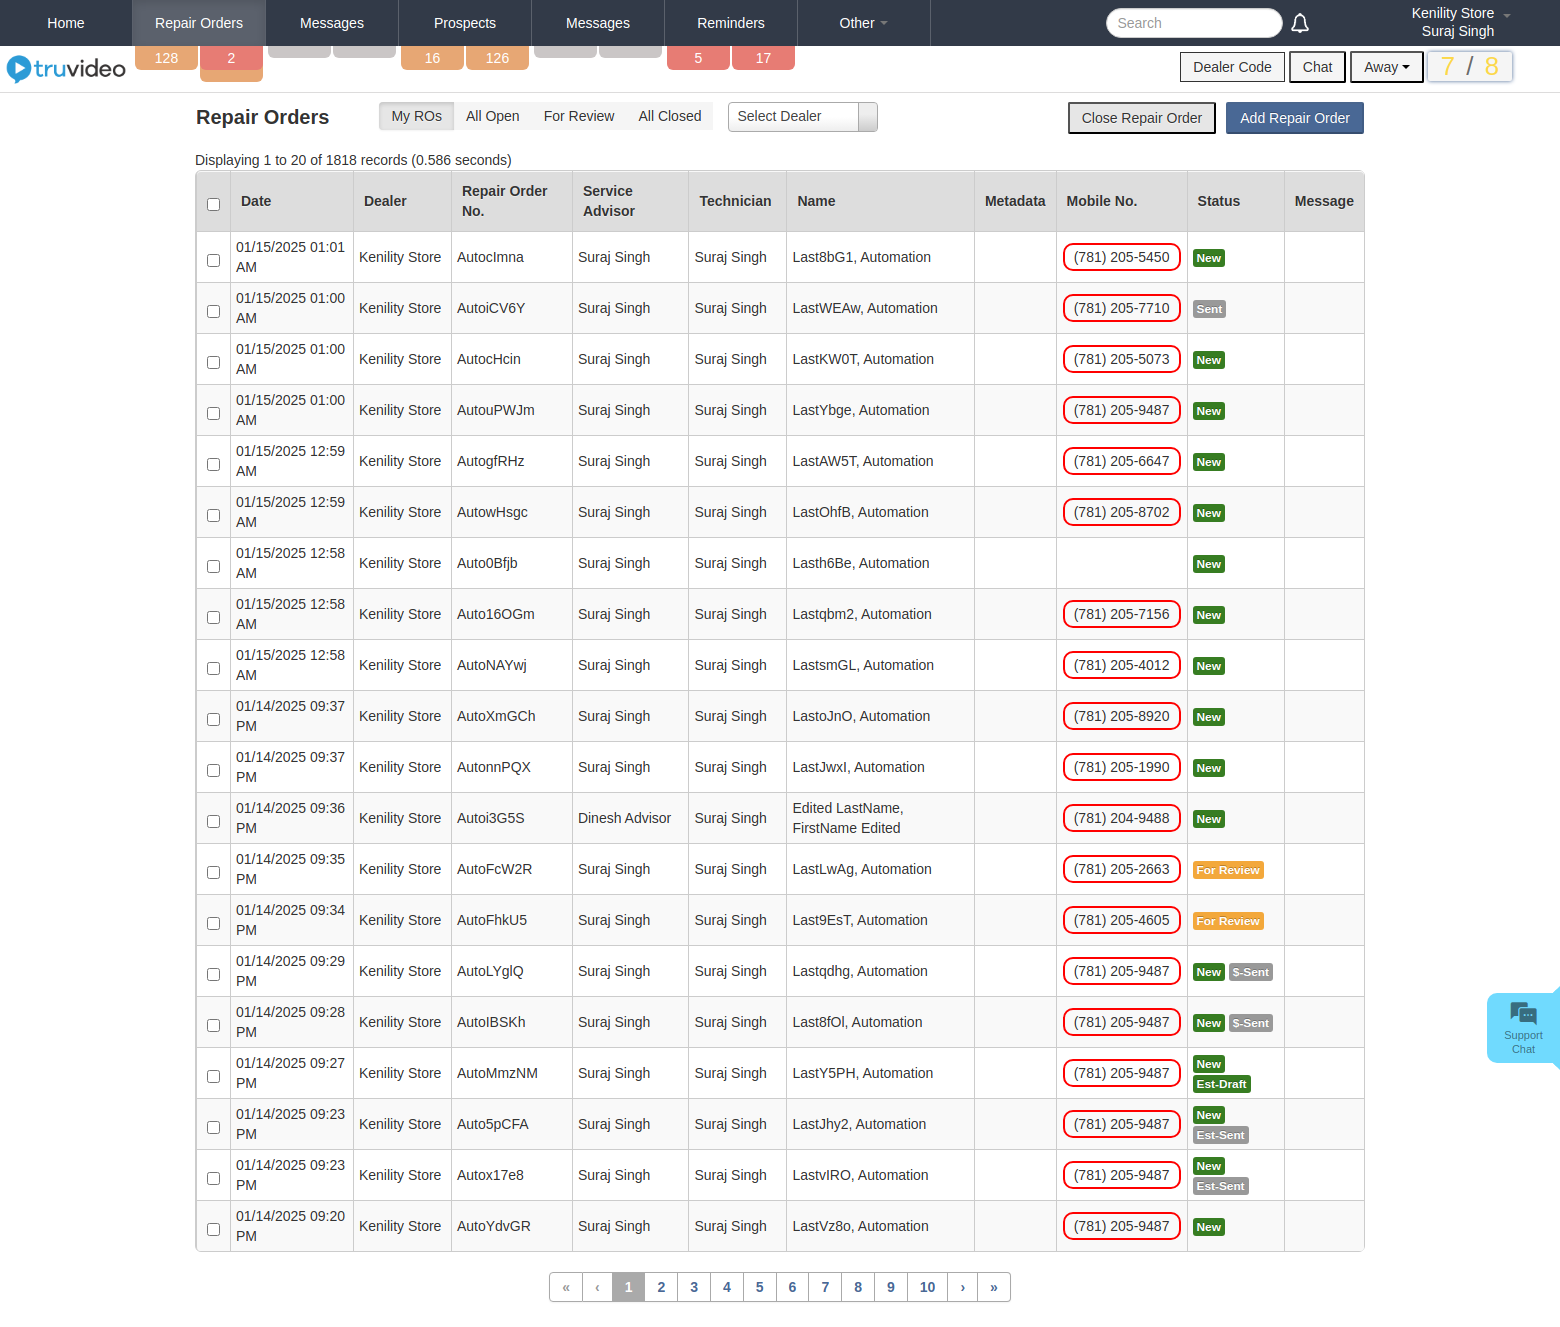 Home Repair Orders Messages Prospects Messages Reminders Other Search Kenility Store
Suraj Singh
truvideo 128 2 16 126 5 17 Dealer Code Chat Away 7 / 8
Repair Orders My ROs All Open For Review All Closed Select Dealer Close Repair Order Add Repair Order
Displaying 1 to 20 of 1818 records (0.586 seconds)
Date Dealer Repair Order No. Service Advisor Technician Name Metadata Mobile No. Status Message
01/15/2025 01:01 AM Kenility Store AutocImna Suraj Singh Suraj Singh Last8bG1, Automation (781) 205-5450 New
01/15/2025 01:00 AM Kenility Store AutoiCV6Y Suraj Singh Suraj Singh LastWEAw, Automation (781) 205-7710 Sent
01/15/2025 01:00 AM Kenility Store AutocHcin Suraj Singh Suraj Singh LastKW0T, Automation (781) 205-5073 New
01/15/2025 01:00 AM Kenility Store AutouPWJm Suraj Singh Suraj Singh LastYbge, Automation (781) 205-9487 New
01/15/2025 12:59 AM Kenility Store AutogfRHz Suraj Singh Suraj Singh LastAW5T, Automation (781) 205-6647 New
01/15/2025 12:59 AM Kenility Store AutowHsgc Suraj Singh Suraj Singh LastOhfB, Automation (781) 205-8702 New
01/15/2025 12:58 AM Kenility Store Auto0Bfjb Suraj Singh Suraj Singh Lasth6Be, Automation New
01/15/2025 12:58 AM Kenility Store Auto16OGm Suraj Singh Suraj Singh Lastqbm2, Automation (781) 205-7156 New
01/15/2025 12:58 AM Kenility Store AutoNAYwj Suraj Singh Suraj Singh LastsmGL, Automation (781) 205-4012 New
01/14/2025 09:37 PM Kenility Store AutoXmGCh Suraj Singh Suraj Singh LastoJnO, Automation (781) 205-8920 New
01/14/2025 09:37 PM Kenility Store AutonnPQX Suraj Singh Suraj Singh LastJwxI, Automation (781) 205-1990 New
01/14/2025 09:36 PM Kenility Store Autoi3G5S Dinesh Advisor Suraj Singh Edited LastName, FirstName Edited (781) 204-9488 New
01/14/2025 09:35 PM Kenility Store AutoFcW2R Suraj Singh Suraj Singh LastLwAg, Automation (781) 205-2663 For Review
01/14/2025 09:34 PM Kenility Store AutoFhkU5 Suraj Singh Suraj Singh Last9EsT, Automation (781) 205-4605 For Review
01/14/2025 09:29 PM Kenility Store AutoLYglQ Suraj Singh Suraj Singh Lastqdhg, Automation (781) 205-9487 New $-Sent
01/14/2025 09:28 PM Kenility Store AutoIBSKh Suraj Singh Suraj Singh Last8fOl, Automation (781) 205-9487 New $-Sent
01/14/2025 09:27 PM Kenility Store AutoMmzNM Suraj Singh Suraj Singh LastY5PH, Automation (781) 205-9487 New Est-Draft
01/14/2025 09:23 PM Kenility Store Auto5pCFA Suraj Singh Suraj Singh LastJhy2, Automation (781) 205-9487 New Est-Sent
01/14/2025 09:23 PM Kenility Store Autox17e8 Suraj Singh Suraj Singh LastvIRO, Automation (781) 205-9487 New Est-Sent
01/14/2025 09:20 PM Kenility Store AutoYdvGR Suraj Singh Suraj Singh LastVz8o, Automation (781) 205-9487 New
Support
Chat
« ‹ 1 2 3 4 5 6 7 8 9 10 › »